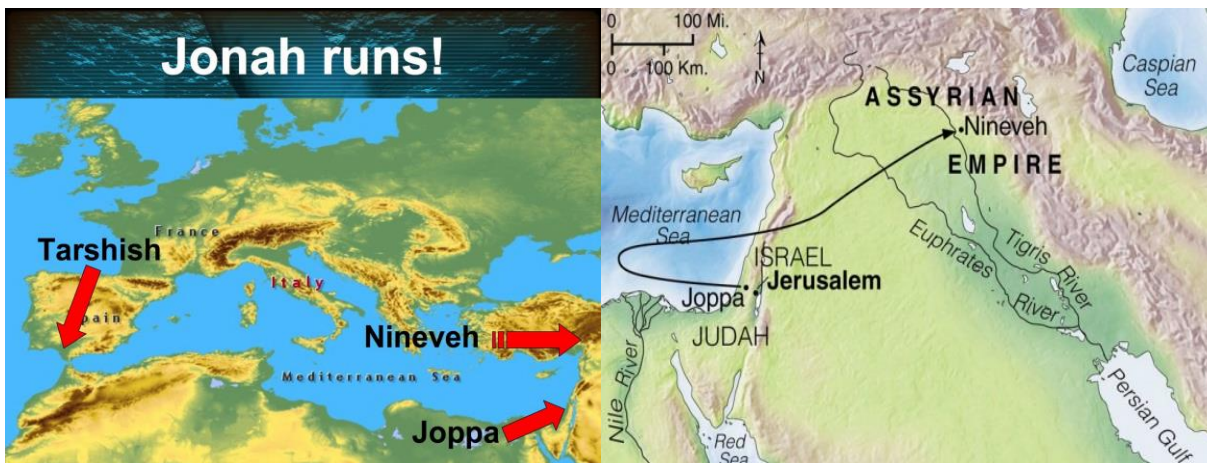 Jonah runs!
Tarshish
France
Italy
pain
Nineveh
Mediterranean Sea
Joppa
0 100 Mi.
0 100 Km.
N
Caspian
Sea
ASSYRIAN
Nineveh
EMPIRE
Mediterranean
Sea
ISRAEL
Jerusalem
Joppa
JUDAH
Euphrates
River
Tigris
River
Nile River
Red
Sea
Persian Gulf